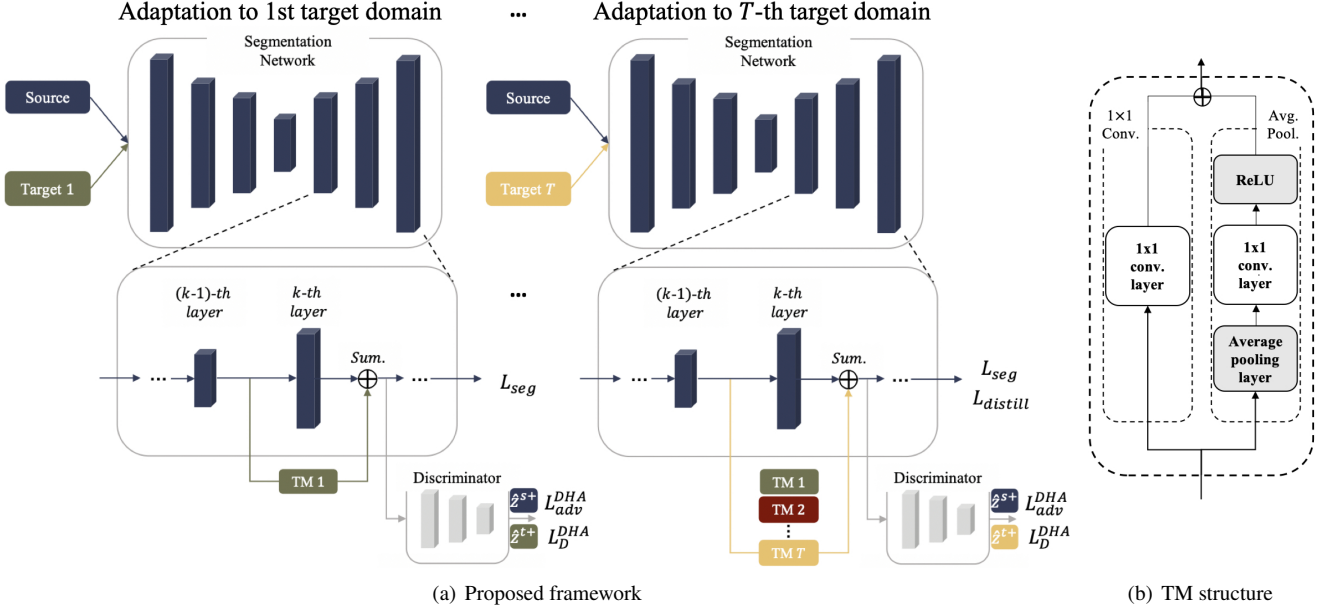 Adaptation to 1st target domain
...
Adaptation to T-th target domain
Segmentation
Network
Source
Target 1
(k-1)-th
layer
k-th
layer
Sum.
...
...
L_seg
TM 1
Discriminator
ẑ^{s+}
L_adv^{DHA}
ẑ^{t+}
L_D^{DHA}
...
Segmentation
Network
Source
Target T
(k-1)-th
layer
k-th
layer
Sum.
...
...
L_seg
L_distill
TM 1
TM 2
⋮
TM T
Discriminator
ẑ^{s+}
L_adv^{DHA}
ẑ^{t+}
L_D^{DHA}
(a) Proposed framework
1×1
Conv.
Avg.
Pool.
ReLU
1x1
conv.
layer
1x1
conv.
layer
Average
pooling
layer
(b) TM structure